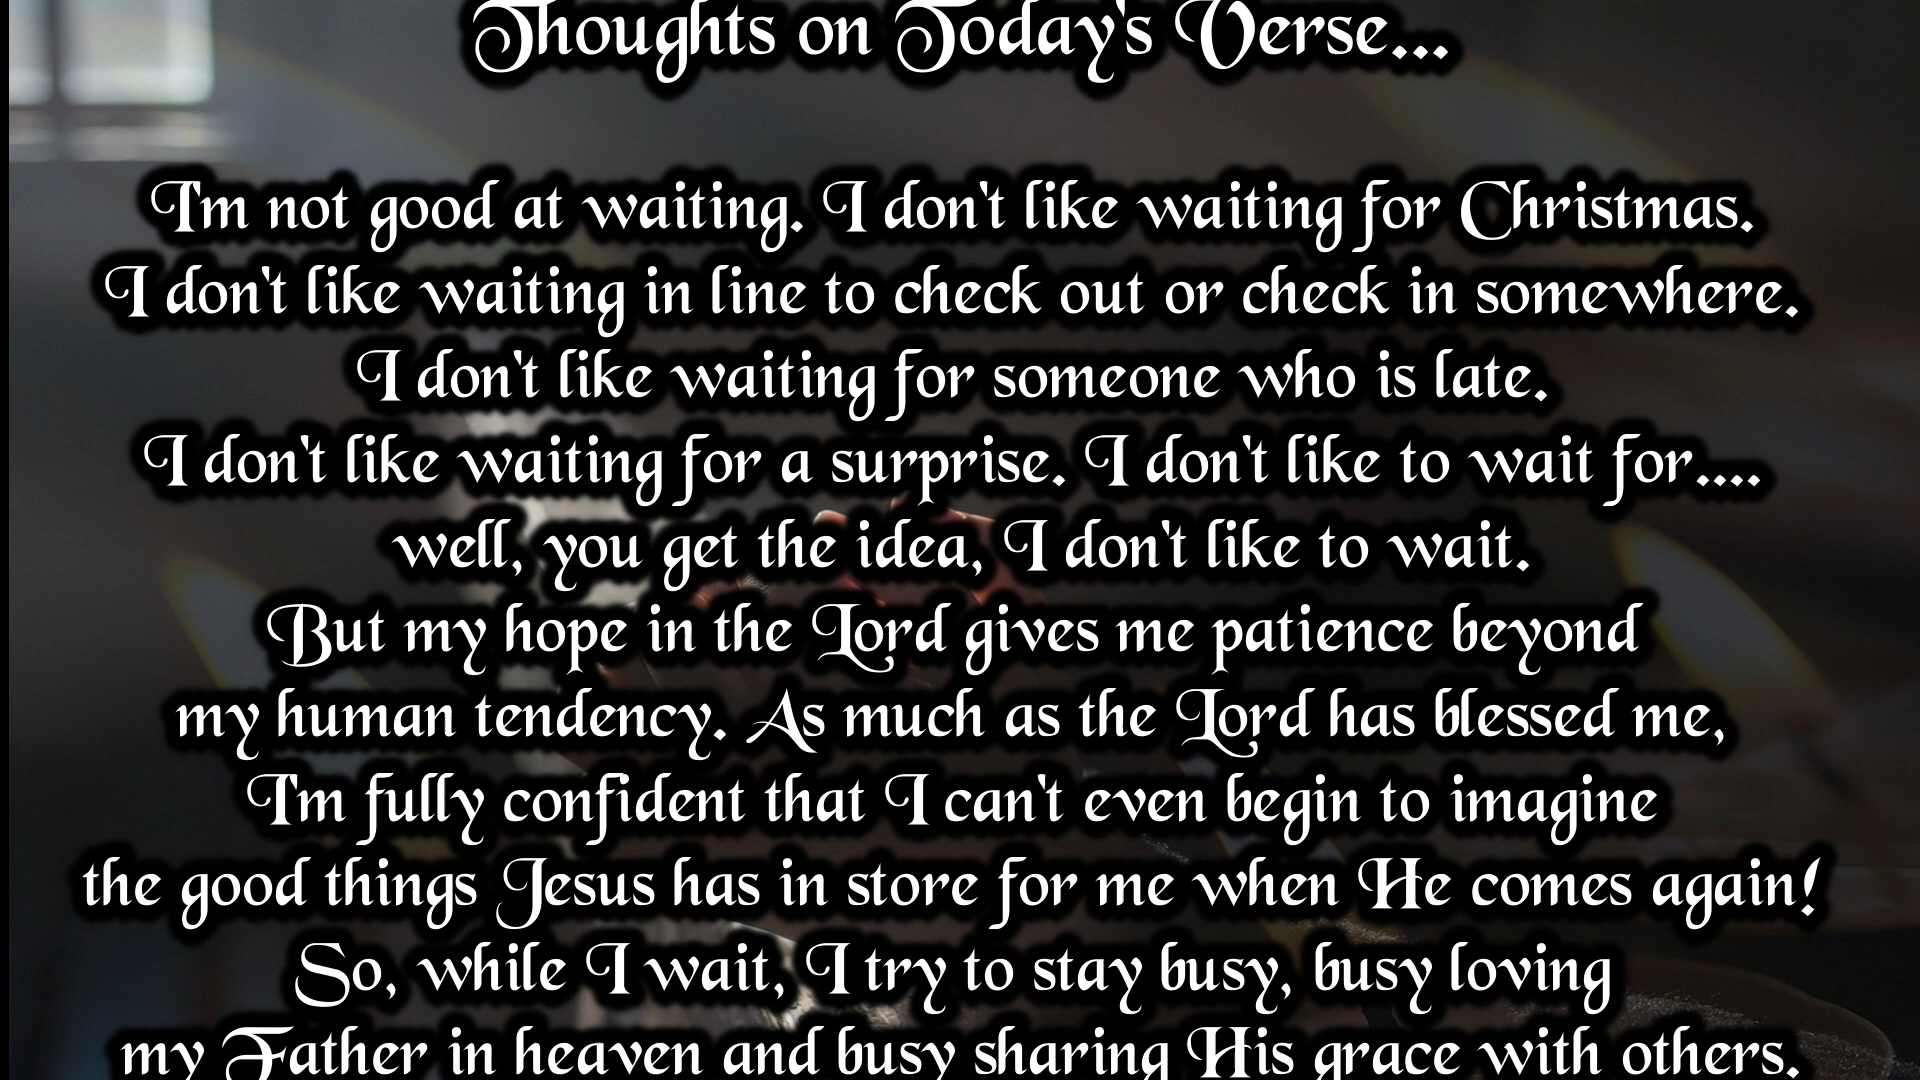 Thoughts on Today's Verse...
I'm not good at waiting. I don't like waiting for Christmas.
I don't like waiting in line to check out or check in somewhere.
I don't like waiting for someone who is late.
I don't like waiting for a surprise. I don't like to wait for....
well, you get the idea, I don't like to wait.
But my hope in the Lord gives me patience beyond
my human tendency. As much as the Lord has blessed me,
I'm fully confident that I can't even begin to imagine
the good things Jesus has in store for me when He comes again!
So, while I wait, I try to stay busy, busy loving
my Father in heaven and busy sharing His grace with others.